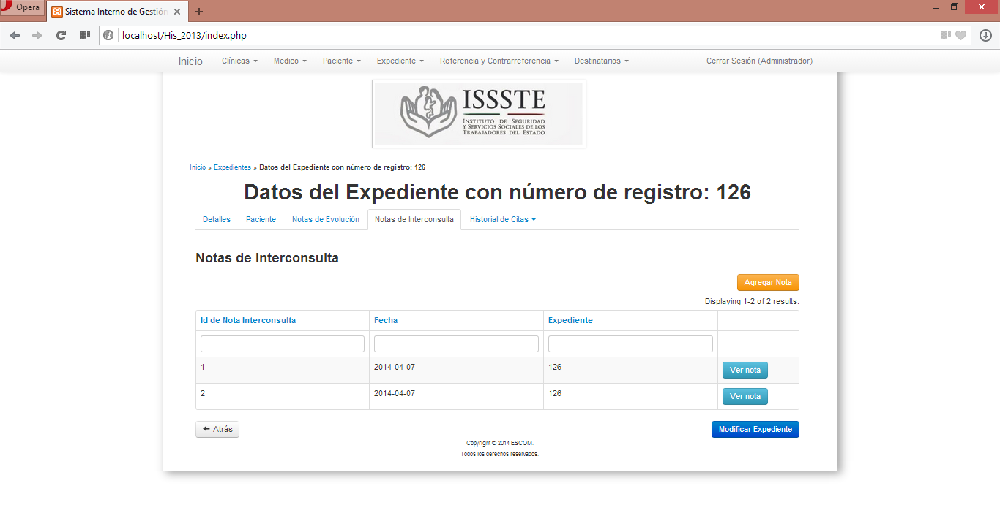 Opera
Sistema Interno de Gestión
localhost/His_2013/index.php
Inicio Clínicas Medico Paciente Expediente Referencia y Contrarreferencia Destinatarios Cerrar Sesión (Administrador)
ISSSTE
INSTITUTO DE SEGURIDAD
Y SERVICIOS SOCIALES DE LOS
TRABAJADORES DEL ESTADO
Inicio » Expedientes » Datos del Expediente con número de registro: 126
Datos del Expediente con número de registro: 126
Detalles Paciente Notas de Evolución Notas de Interconsulta Historial de Citas
Notas de Interconsulta
Agregar Nota
Displaying 1-2 of 2 results.
Id de Nota Interconsulta Fecha Expediente
1 2014-04-07 126 Ver nota
2 2014-04-07 126 Ver nota
Atrás Modificar Expediente
Copyright © 2014 ESCOM.
Todos los derechos reservados.